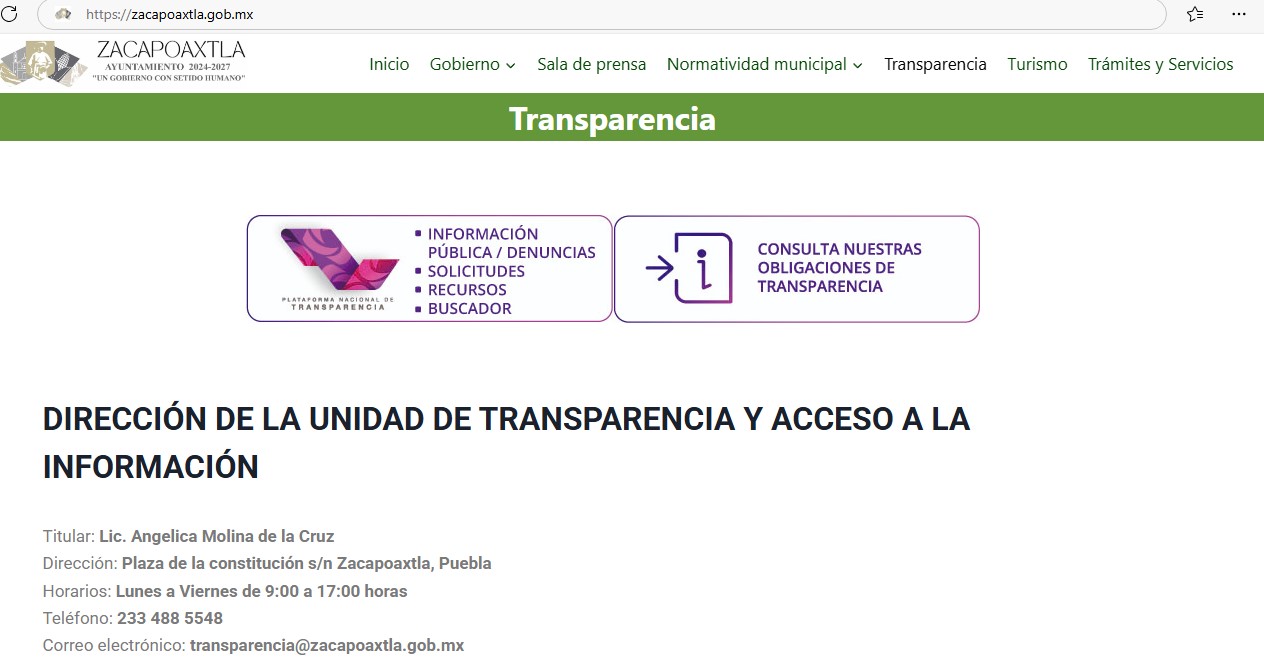 https://zacapoaxtla.gob.mx
ZACAPOAXTLA
AYUNTAMIENTO 2024-2027
"UN GOBIERNO CON SETIDO HUMANO"
Inicio Gobierno Sala de prensa Normatividad municipal Transparencia Turismo Trámites y Servicios
Transparencia
INFORMACIÓN
PÚBLICA / DENUNCIAS
SOLICITUDES
RECURSOS
BUSCADOR
PLATAFORMA NACIONAL DE
TRANSPARENCIA
CONSULTA NUESTRAS
OBLIGACIONES DE
TRANSPARENCIA
DIRECCIÓN DE LA UNIDAD DE TRANSPARENCIA Y ACCESO A LA
INFORMACIÓN
Titular: Lic. Angelica Molina de la Cruz
Dirección: Plaza de la constitución s/n Zacapoaxtla, Puebla
Horarios: Lunes a Viernes de 9:00 a 17:00 horas
Teléfono: 233 488 5548
Correo electrónico: transparencia@zacapoaxtla.gob.mx